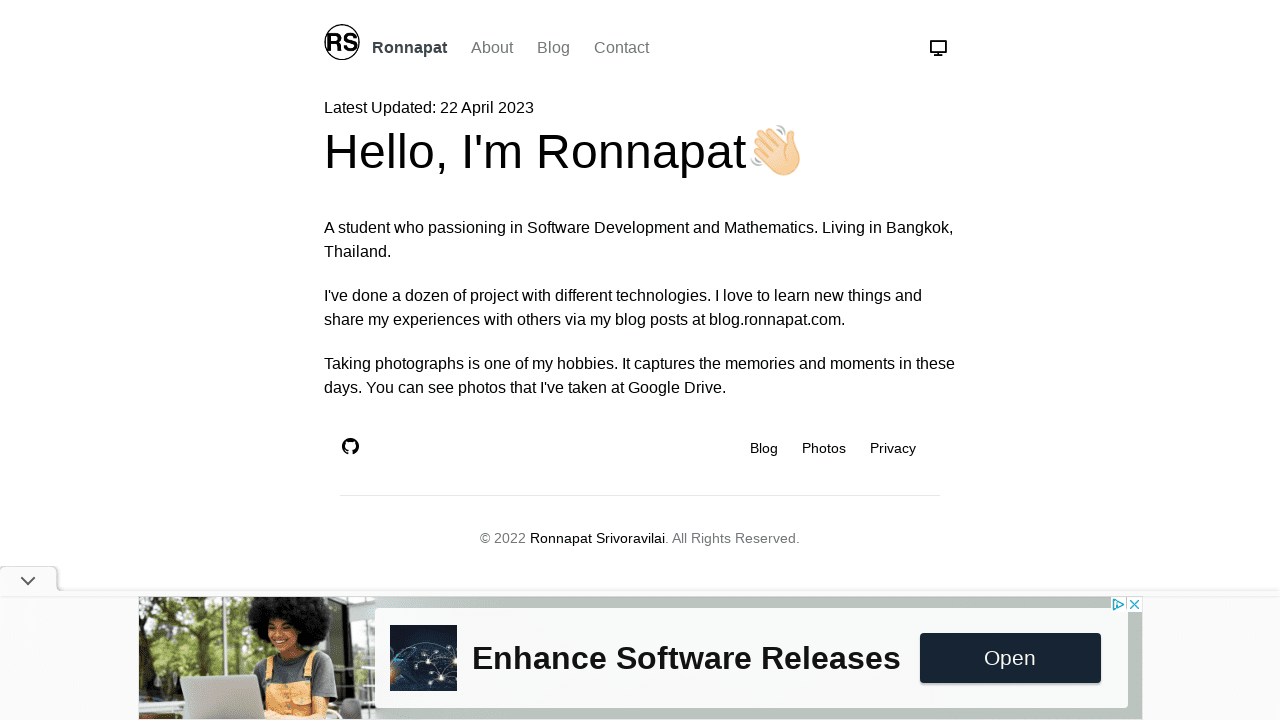 RS Ronnapat About Blog Contact
Latest Updated: 22 April 2023
Hello, I'm Ronnapat👋🏻
A student who passioning in Software Development and Mathematics. Living in Bangkok,
Thailand.
I've done a dozen of project with different technologies. I love to learn new things and
share my experiences with others via my blog posts at blog.ronnapat.com.
Taking photographs is one of my hobbies. It captures the memories and moments in these
days. You can see photos that I've taken at Google Drive.
Blog Photos Privacy
© 2022 Ronnapat Srivoravilai. All Rights Reserved.
Enhance Software Releases
Open